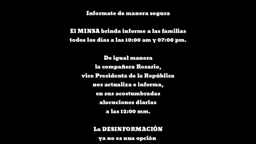 Informate de manera segura
El MINSA brinda informe a las familias
todos los días a las 10:00 am y 07:00 pm.
De igual manera
la compañera Rosario,
vice Presidenta de la República
nos actualiza e informa,
en sus acostumbradas
alocuciones diarias
a las 12:00 mm.
La DESINFORMACIÓN
ya no es una opción